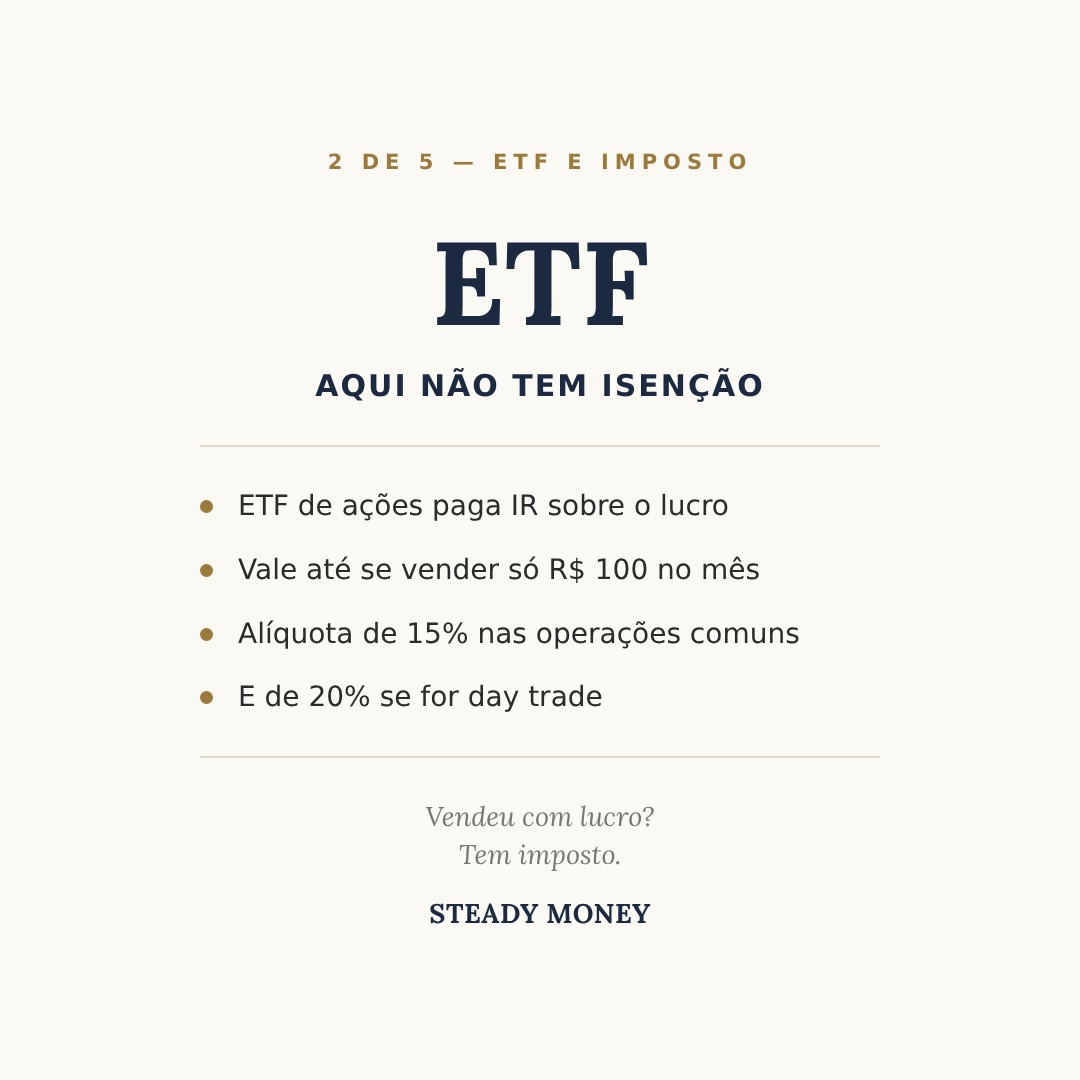 2 DE 5 — ETF E IMPOSTO
ETF
AQUI NÃO TEM ISENÇÃO
ETF de ações paga IR sobre o lucro
Vale até se vender só R$ 100 no mês
Alíquota de 15% nas operações comuns
E de 20% se for day trade
Vendeu com lucro?
Tem imposto.
STEADY MONEY